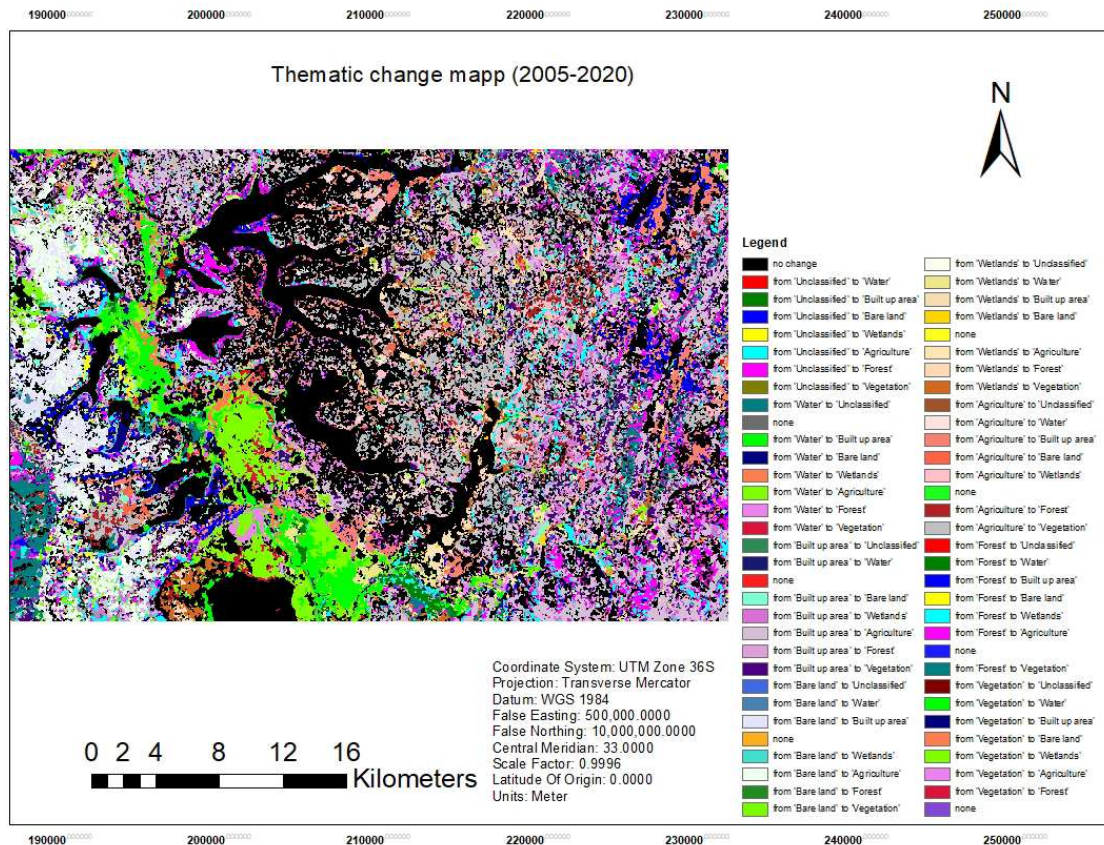 190000.000000 200000.000000 210000.000000 220000.000000 230000.000000 240000.000000 250000.000000
Thematic change mapp (2005-2020)
N
Legend
no change
from 'Unclassified' to 'Water'
from 'Unclassified' to 'Built up area'
from 'Unclassified' to 'Bare land'
from 'Unclassified' to 'Wetlands'
from 'Unclassified' to 'Agriculture'
from 'Unclassified' to 'Forest'
from 'Unclassified' to 'Vegetation'
from 'Water' to 'Unclassified'
none
from 'Water' to 'Built up area'
from 'Water' to 'Bare land'
from 'Water' to 'Wetlands'
from 'Water' to 'Agriculture'
from 'Water' to 'Forest'
from 'Water' to 'Vegetation'
from 'Built up area' to 'Unclassified'
from 'Built up area' to 'Water'
none
from 'Built up area' to 'Bare land'
from 'Built up area' to 'Wetlands'
from 'Built up area' to 'Agriculture'
from 'Built up area' to 'Forest'
from 'Built up area' to 'Vegetation'
from 'Bare land' to 'Unclassified'
from 'Bare land' to 'Water'
from 'Bare land' to 'Built up area'
none
from 'Bare land' to 'Wetlands'
from 'Bare land' to 'Agriculture'
from 'Bare land' to 'Forest'
from 'Bare land' to 'Vegetation'
from 'Wetlands' to 'Unclassified'
from 'Wetlands' to 'Water'
from 'Wetlands' to 'Built up area'
from 'Wetlands' to 'Bare land'
none
from 'Wetlands' to 'Agriculture'
from 'Wetlands' to 'Forest'
from 'Wetlands' to 'Vegetation'
from 'Agriculture' to 'Unclassified'
from 'Agriculture' to 'Water'
from 'Agriculture' to 'Built up area'
from 'Agriculture' to 'Bare land'
from 'Agriculture' to 'Wetlands'
none
from 'Agriculture' to 'Forest'
from 'Agriculture' to 'Vegetation'
from 'Forest' to 'Unclassified'
from 'Forest' to 'Water'
from 'Forest' to 'Built up area'
from 'Forest' to 'Bare land'
from 'Forest' to 'Wetlands'
from 'Forest' to 'Agriculture'
none
from 'Forest' to 'Vegetation'
from 'Vegetation' to 'Unclassified'
from 'Vegetation' to 'Water'
from 'Vegetation' to 'Built up area'
from 'Vegetation' to 'Bare land'
from 'Vegetation' to 'Wetlands'
from 'Vegetation' to 'Agriculture'
from 'Vegetation' to 'Forest'
none
Coordinate System: UTM Zone 36S
Projection: Transverse Mercator
Datum: WGS 1984
False Easting: 500,000.0000
False Northing: 10,000,000.0000
Central Meridian: 33.0000
Scale Factor: 0.9996
Latitude Of Origin: 0.0000
Units: Meter
0 2 4 8 12 16
Kilometers
190000.000000 200000.000000 210000.000000 220000.000000 230000.000000 240000.000000 250000.000000